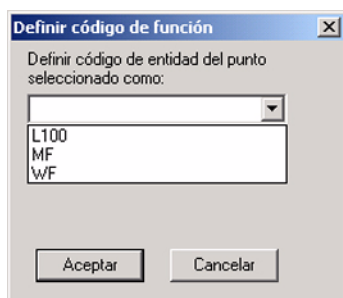 Definir código de función
Definir código de entidad del punto
seleccionado como:
L100
MF
WF
Aceptar
Cancelar